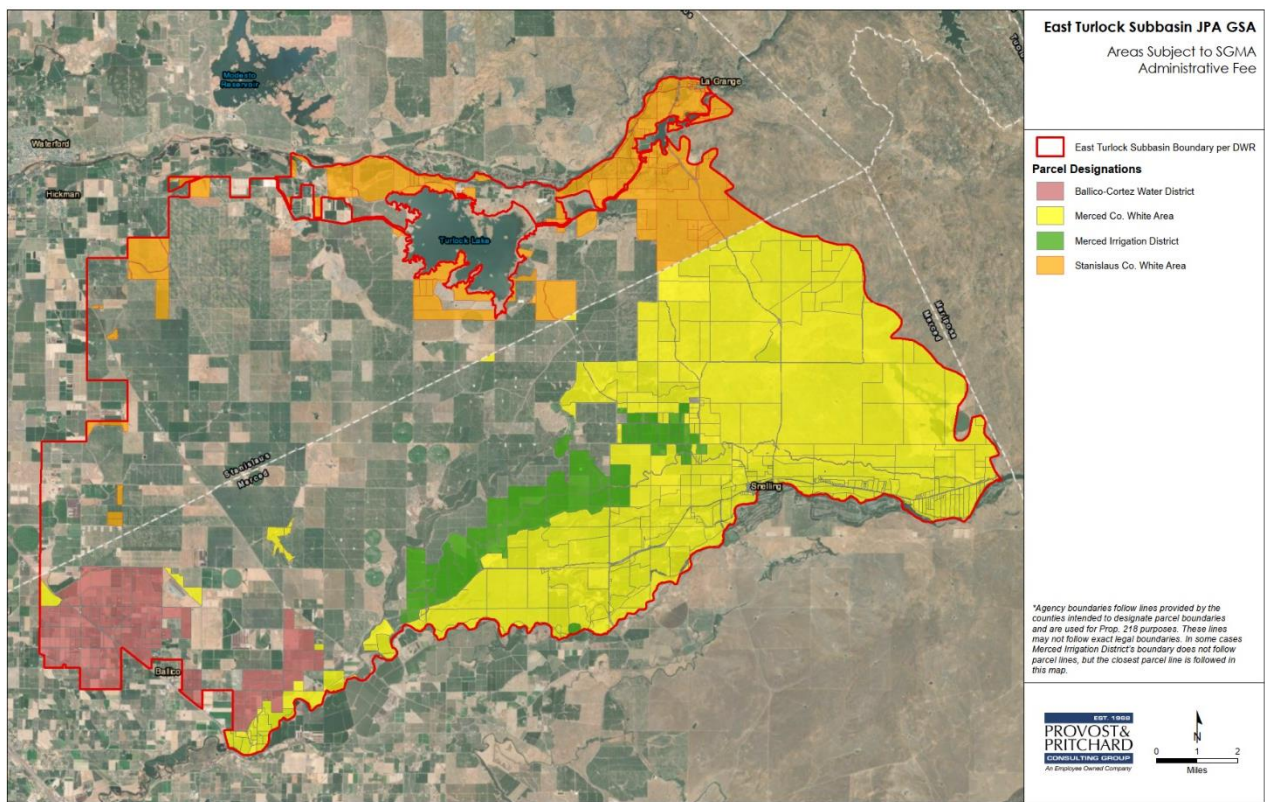 East Turlock Subbasin JPA GSA
Areas Subject to SGMA
Administrative Fee
East Turlock Subbasin Boundary per DWR
Parcel Designations
Ballico-Cortez Water District
Merced Co. White Area
Merced Irrigation District
Stanislaus Co. White Area
Modesto
Reservoir
La Grange
Waterford
Hickman
Turlock Lake
Mariposa
Merced
Stanislaus
Merced
Snelling
Ballico
*Agency boundaries follow lines provided by the
counties intended to designate parcel boundaries
and are used for Prop. 218 purposes. These lines
may not follow exact legal boundaries. In some cases
Merced Irrigation District's boundary does not follow
parcel lines, but the closest parcel line is followed in
this map.
EST. 1968
PROVOST&
PRITCHARD
CONSULTING GROUP
An Employee Owned Company
N
0 1 2
Miles